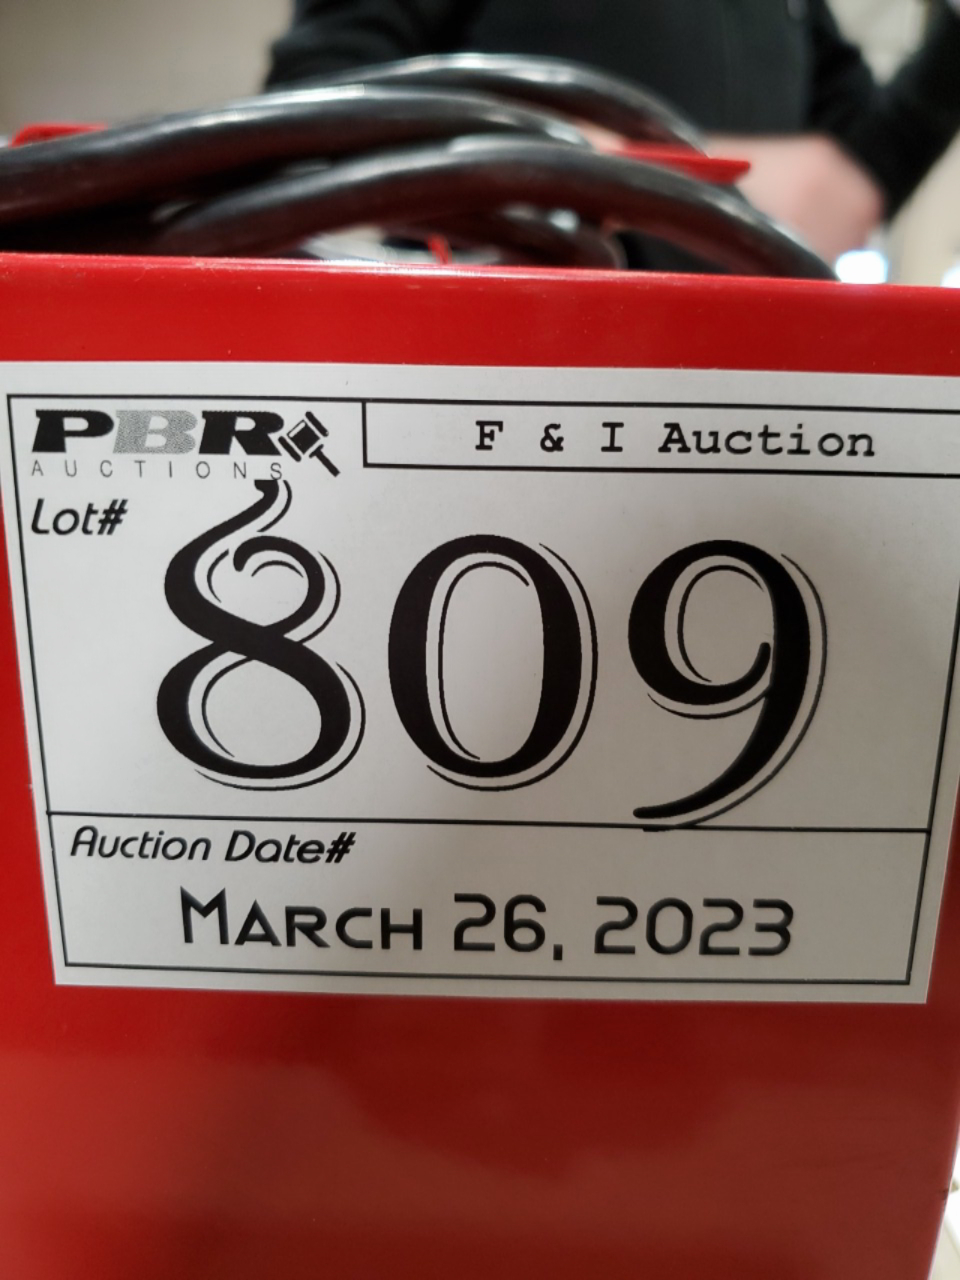 PBR
AUCTIONS
F & I Auction
Lot#
809
Auction Date#
March 26, 2023